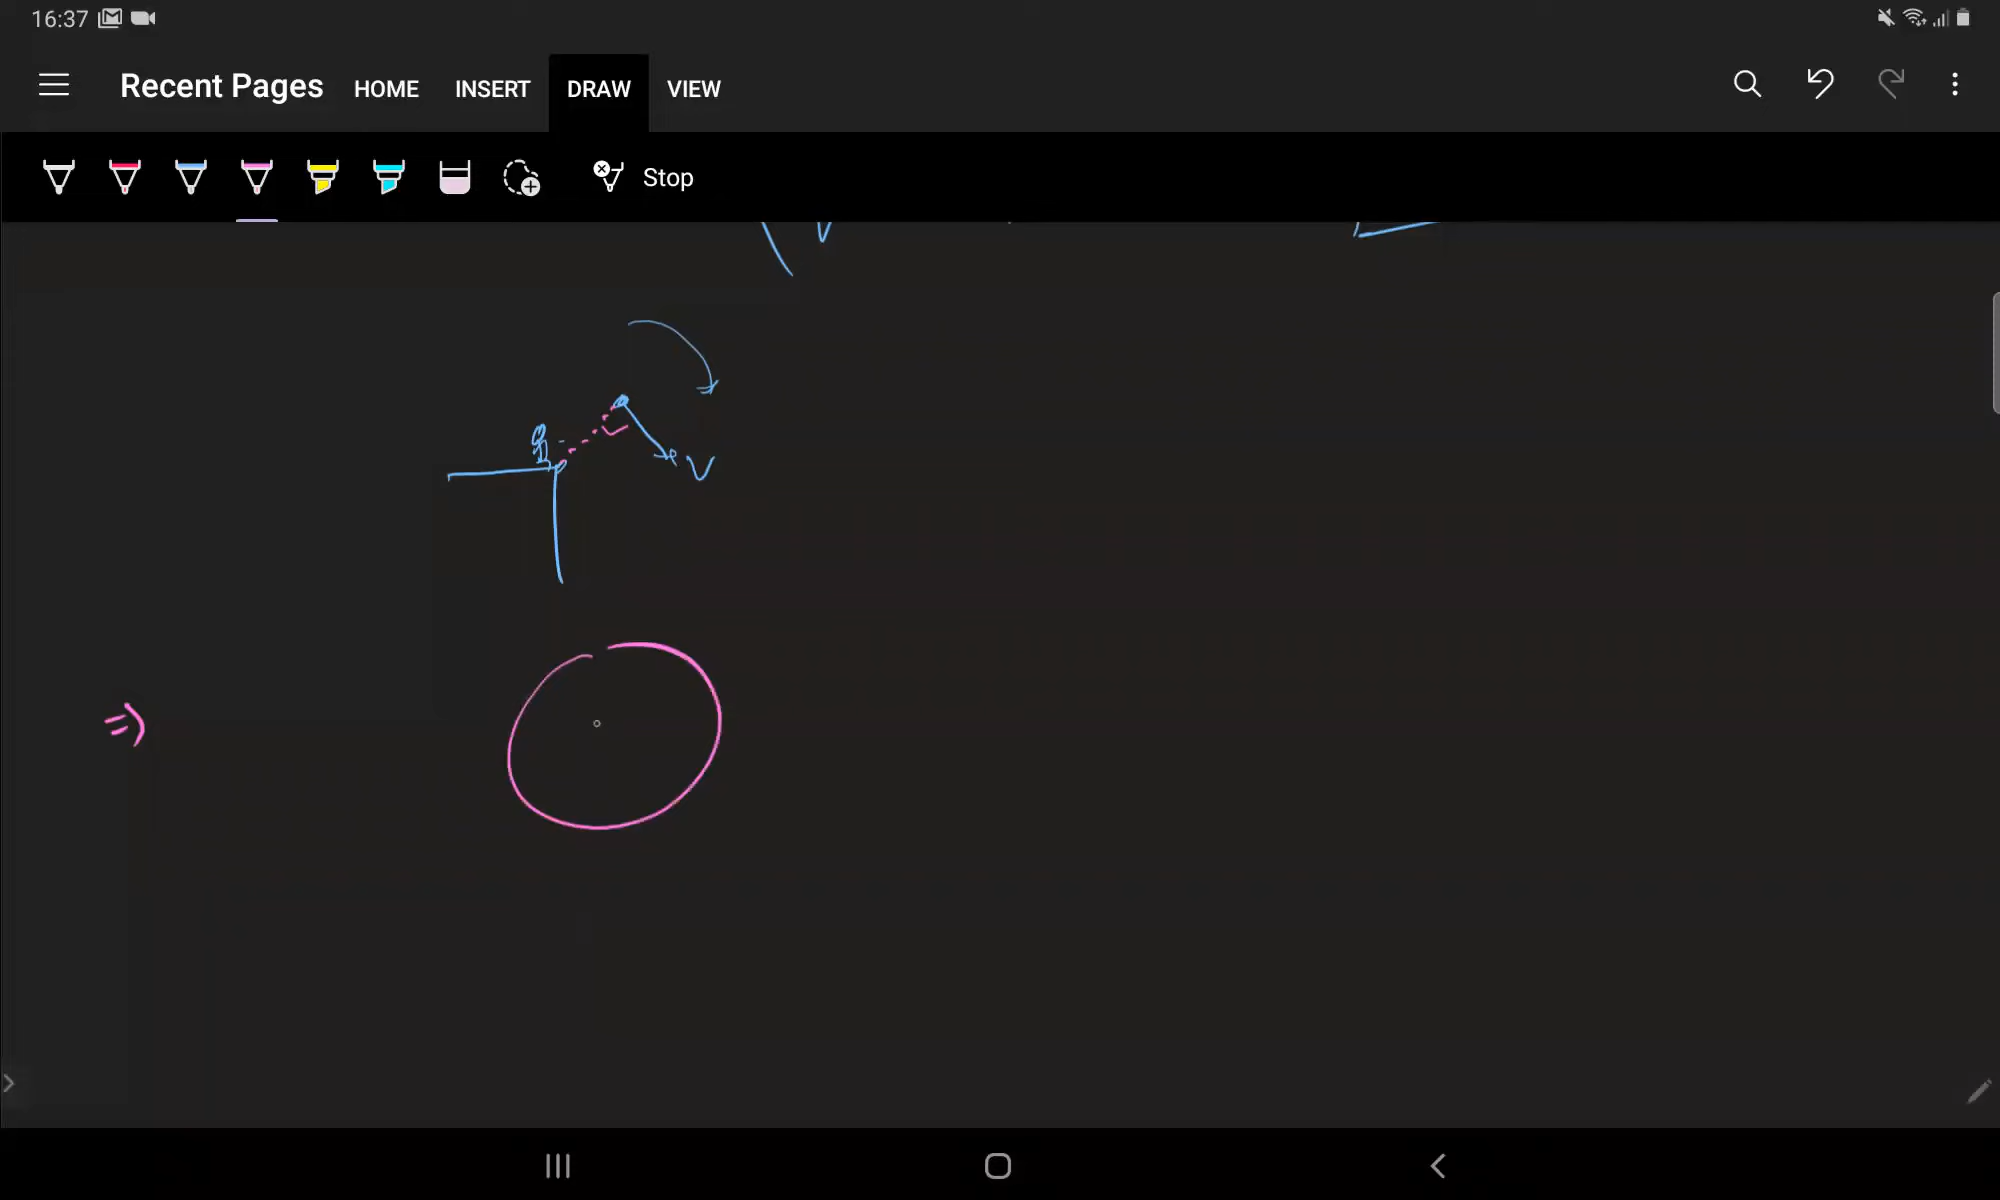 16:37
Recent Pages HOME INSERT DRAW VIEW
Stop
V
=>